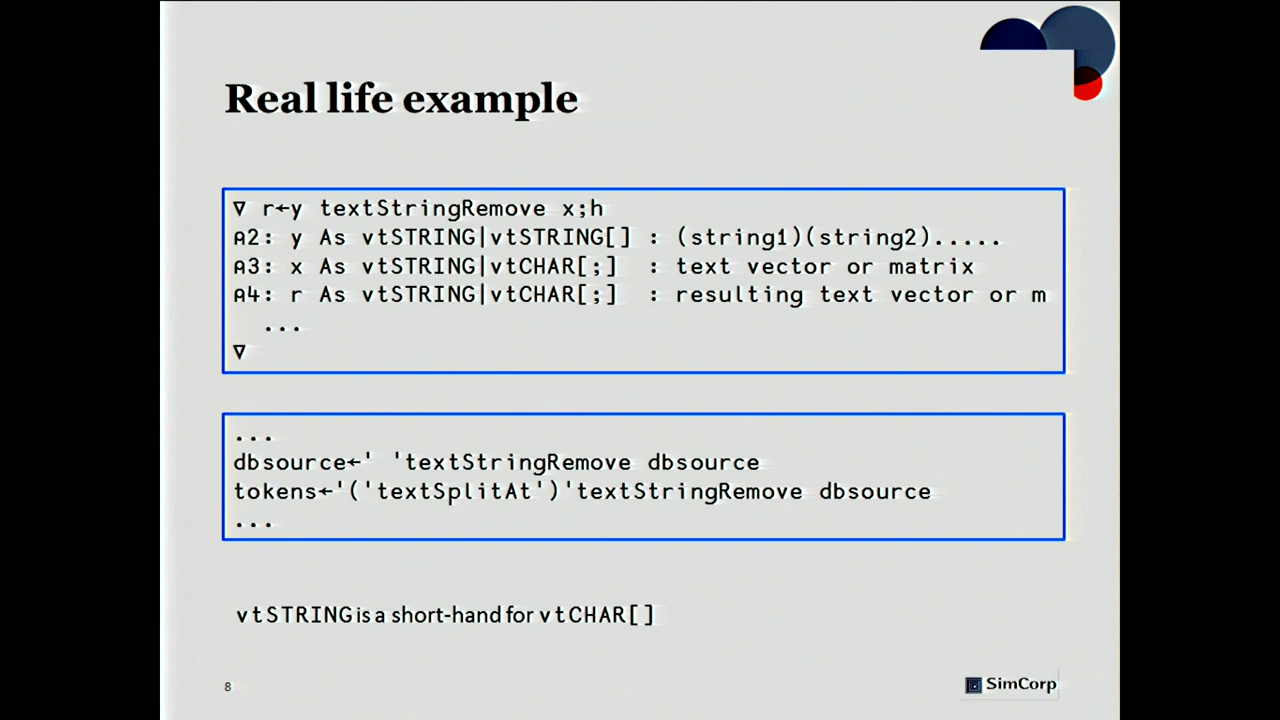 Real life example
∇ r←y textStringRemove x;h
⍝2: y As vtSTRING|vtSTRING[] : (string1)(string2).....
⍝3: x As vtSTRING|vtCHAR[;]  : text vector or matrix
⍝4: r As vtSTRING|vtCHAR[;]  : resulting text vector or m
...
∇
...
dbsource←' 'textStringRemove dbsource
tokens←'('textSplitAt')'textStringRemove dbsource
...
vtSTRING is a short-hand for vtCHAR[]
8
SimCorp